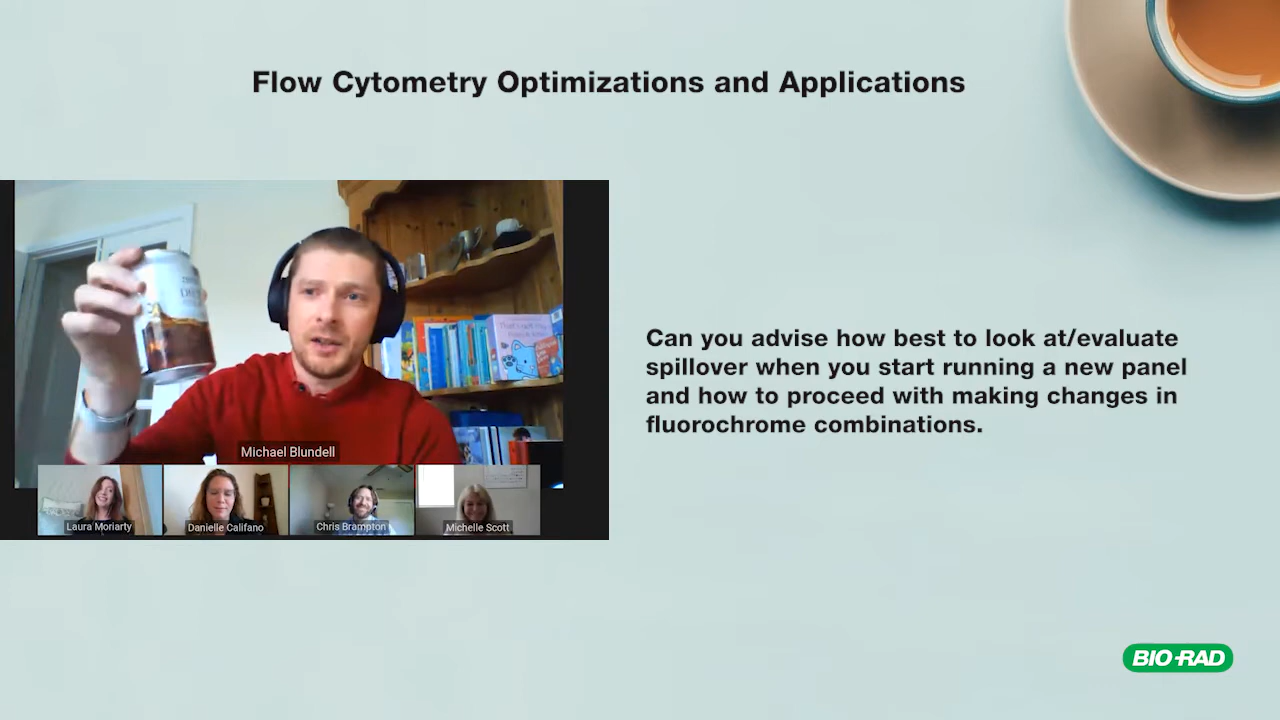 Flow Cytometry Optimizations and Applications
Michael Blundell
Laura Moriarty
Danielle Califano
Chris Brampton
Michelle Scott
Can you advise how best to look at/evaluate
spillover when you start running a new panel
and how to proceed with making changes in
fluorochrome combinations.
BIO-RAD